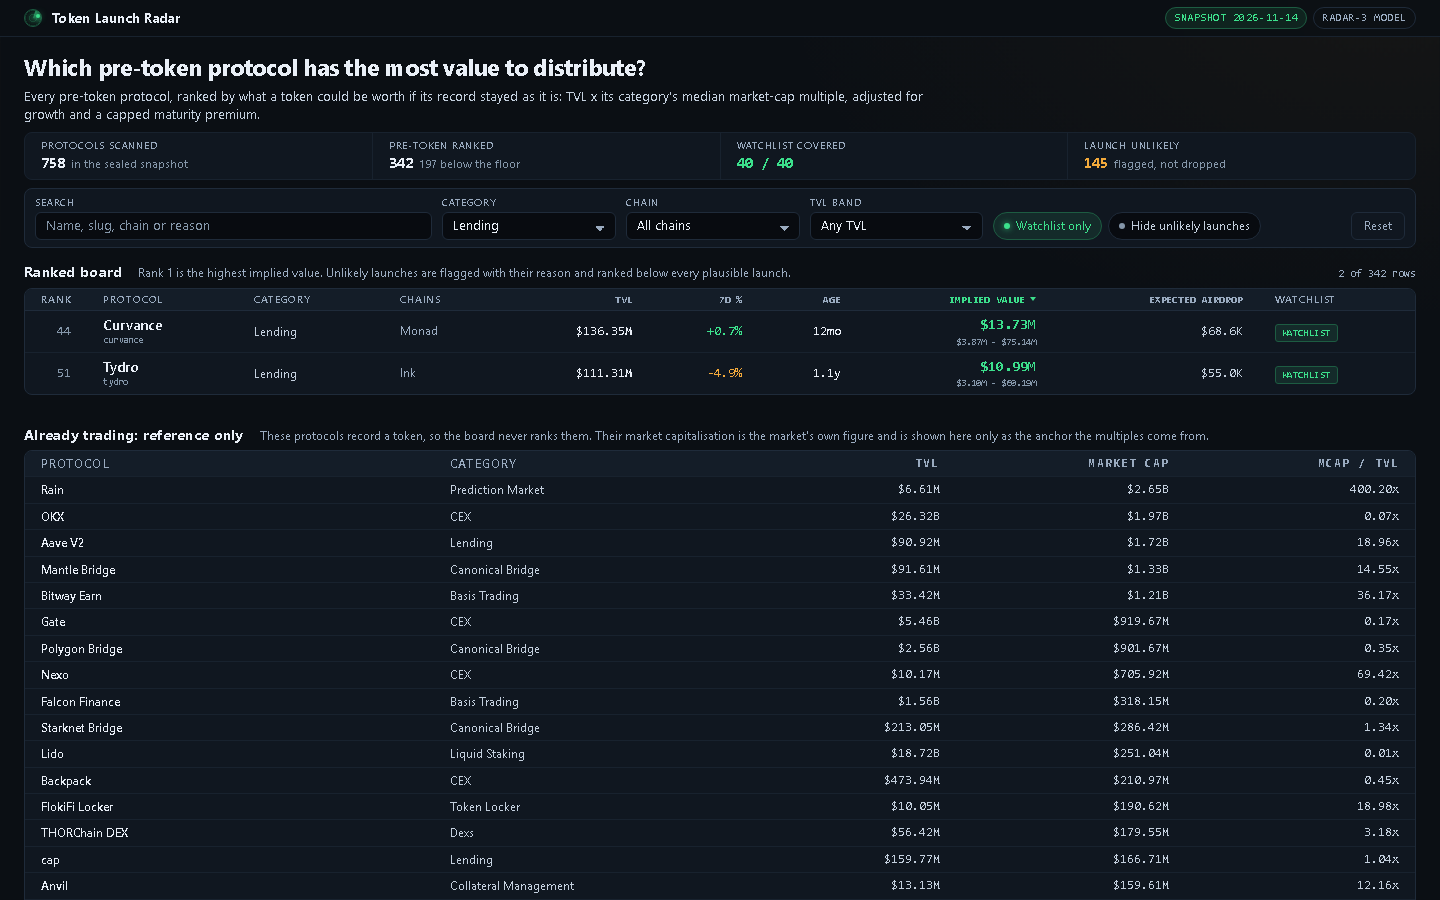 Token Launch Radar
SNAPSHOT 2026-11-14 RADAR-3 MODEL
Which pre-token protocol has the most value to distribute?
Every pre-token protocol, ranked by what a token could be worth if its record stayed as it is: TVL x its category's median market-cap multiple, adjusted for
growth and a capped maturity premium.
PROTOCOLS SCANNED PRE-TOKEN RANKED WATCHLIST COVERED LAUNCH UNLIKELY
758 in the sealed snapshot 342 197 below the floor 40 / 40 145 flagged, not dropped
SEARCH CATEGORY CHAIN TVL BAND
Name, slug, chain or reason Lending All chains Any TVL Watchlist only Hide unlikely launches Reset
Ranked board Rank 1 is the highest implied value. Unlikely launches are flagged with their reason and ranked below every plausible launch. 2 of 342 rows
RANK PROTOCOL CATEGORY CHAINS TVL 7D % AGE IMPLIED VALUE ▼ EXPECTED AIRDROP WATCHLIST
44 Curvance Lending Monad $136.35M +0.7% 12mo $13.73M $68.6K WATCHLIST
curvance $3.87M - $75.14M
51 Tydro Lending Ink $111.31M -4.9% 1.1y $10.99M $55.0K WATCHLIST
tydro $3.10M - $60.19M
Already trading: reference only These protocols record a token, so the board never ranks them. Their market capitalisation is the market's own figure and is shown here only as the anchor the multiples come from.
PROTOCOL CATEGORY TVL MARKET CAP MCAP / TVL
Rain Prediction Market $6.61M $2.65B 400.20x
OKX CEX $26.32B $1.97B 0.07x
Aave V2 Lending $90.92M $1.72B 18.96x
Mantle Bridge Canonical Bridge $91.61M $1.33B 14.55x
Bitway Earn Basis Trading $33.42M $1.21B 36.17x
Gate CEX $5.46B $919.67M 0.17x
Polygon Bridge Canonical Bridge $2.56B $901.67M 0.35x
Nexo CEX $10.17M $705.92M 69.42x
Falcon Finance Basis Trading $1.56B $318.15M 0.20x
Starknet Bridge Canonical Bridge $213.05M $286.42M 1.34x
Lido Liquid Staking $18.72B $251.04M 0.01x
Backpack CEX $473.94M $210.97M 0.45x
FlokiFi Locker Token Locker $10.05M $190.62M 18.98x
THORChain DEX Dexs $56.42M $179.55M 3.18x
cap Lending $159.77M $166.71M 1.04x
Anvil Collateral Management $13.13M $159.61M 12.16x